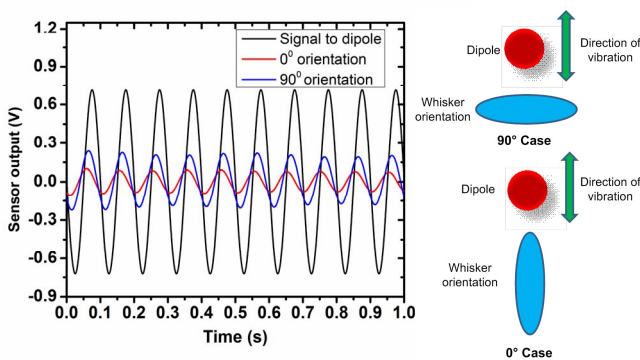 Signal to dipole
0⁰ orientation
90⁰ orientation
1.2
0.9
0.6
0.3
0.0
-0.3
-0.6
-0.9
Sensor output (V)
0.0 0.1 0.2 0.3 0.4 0.5 0.6 0.7 0.8 0.9 1.0
Time (s)
Dipole
Direction of
vibration
Whisker
orientation
90° Case
Dipole
Direction of
vibration
Whisker
orientation
0° Case